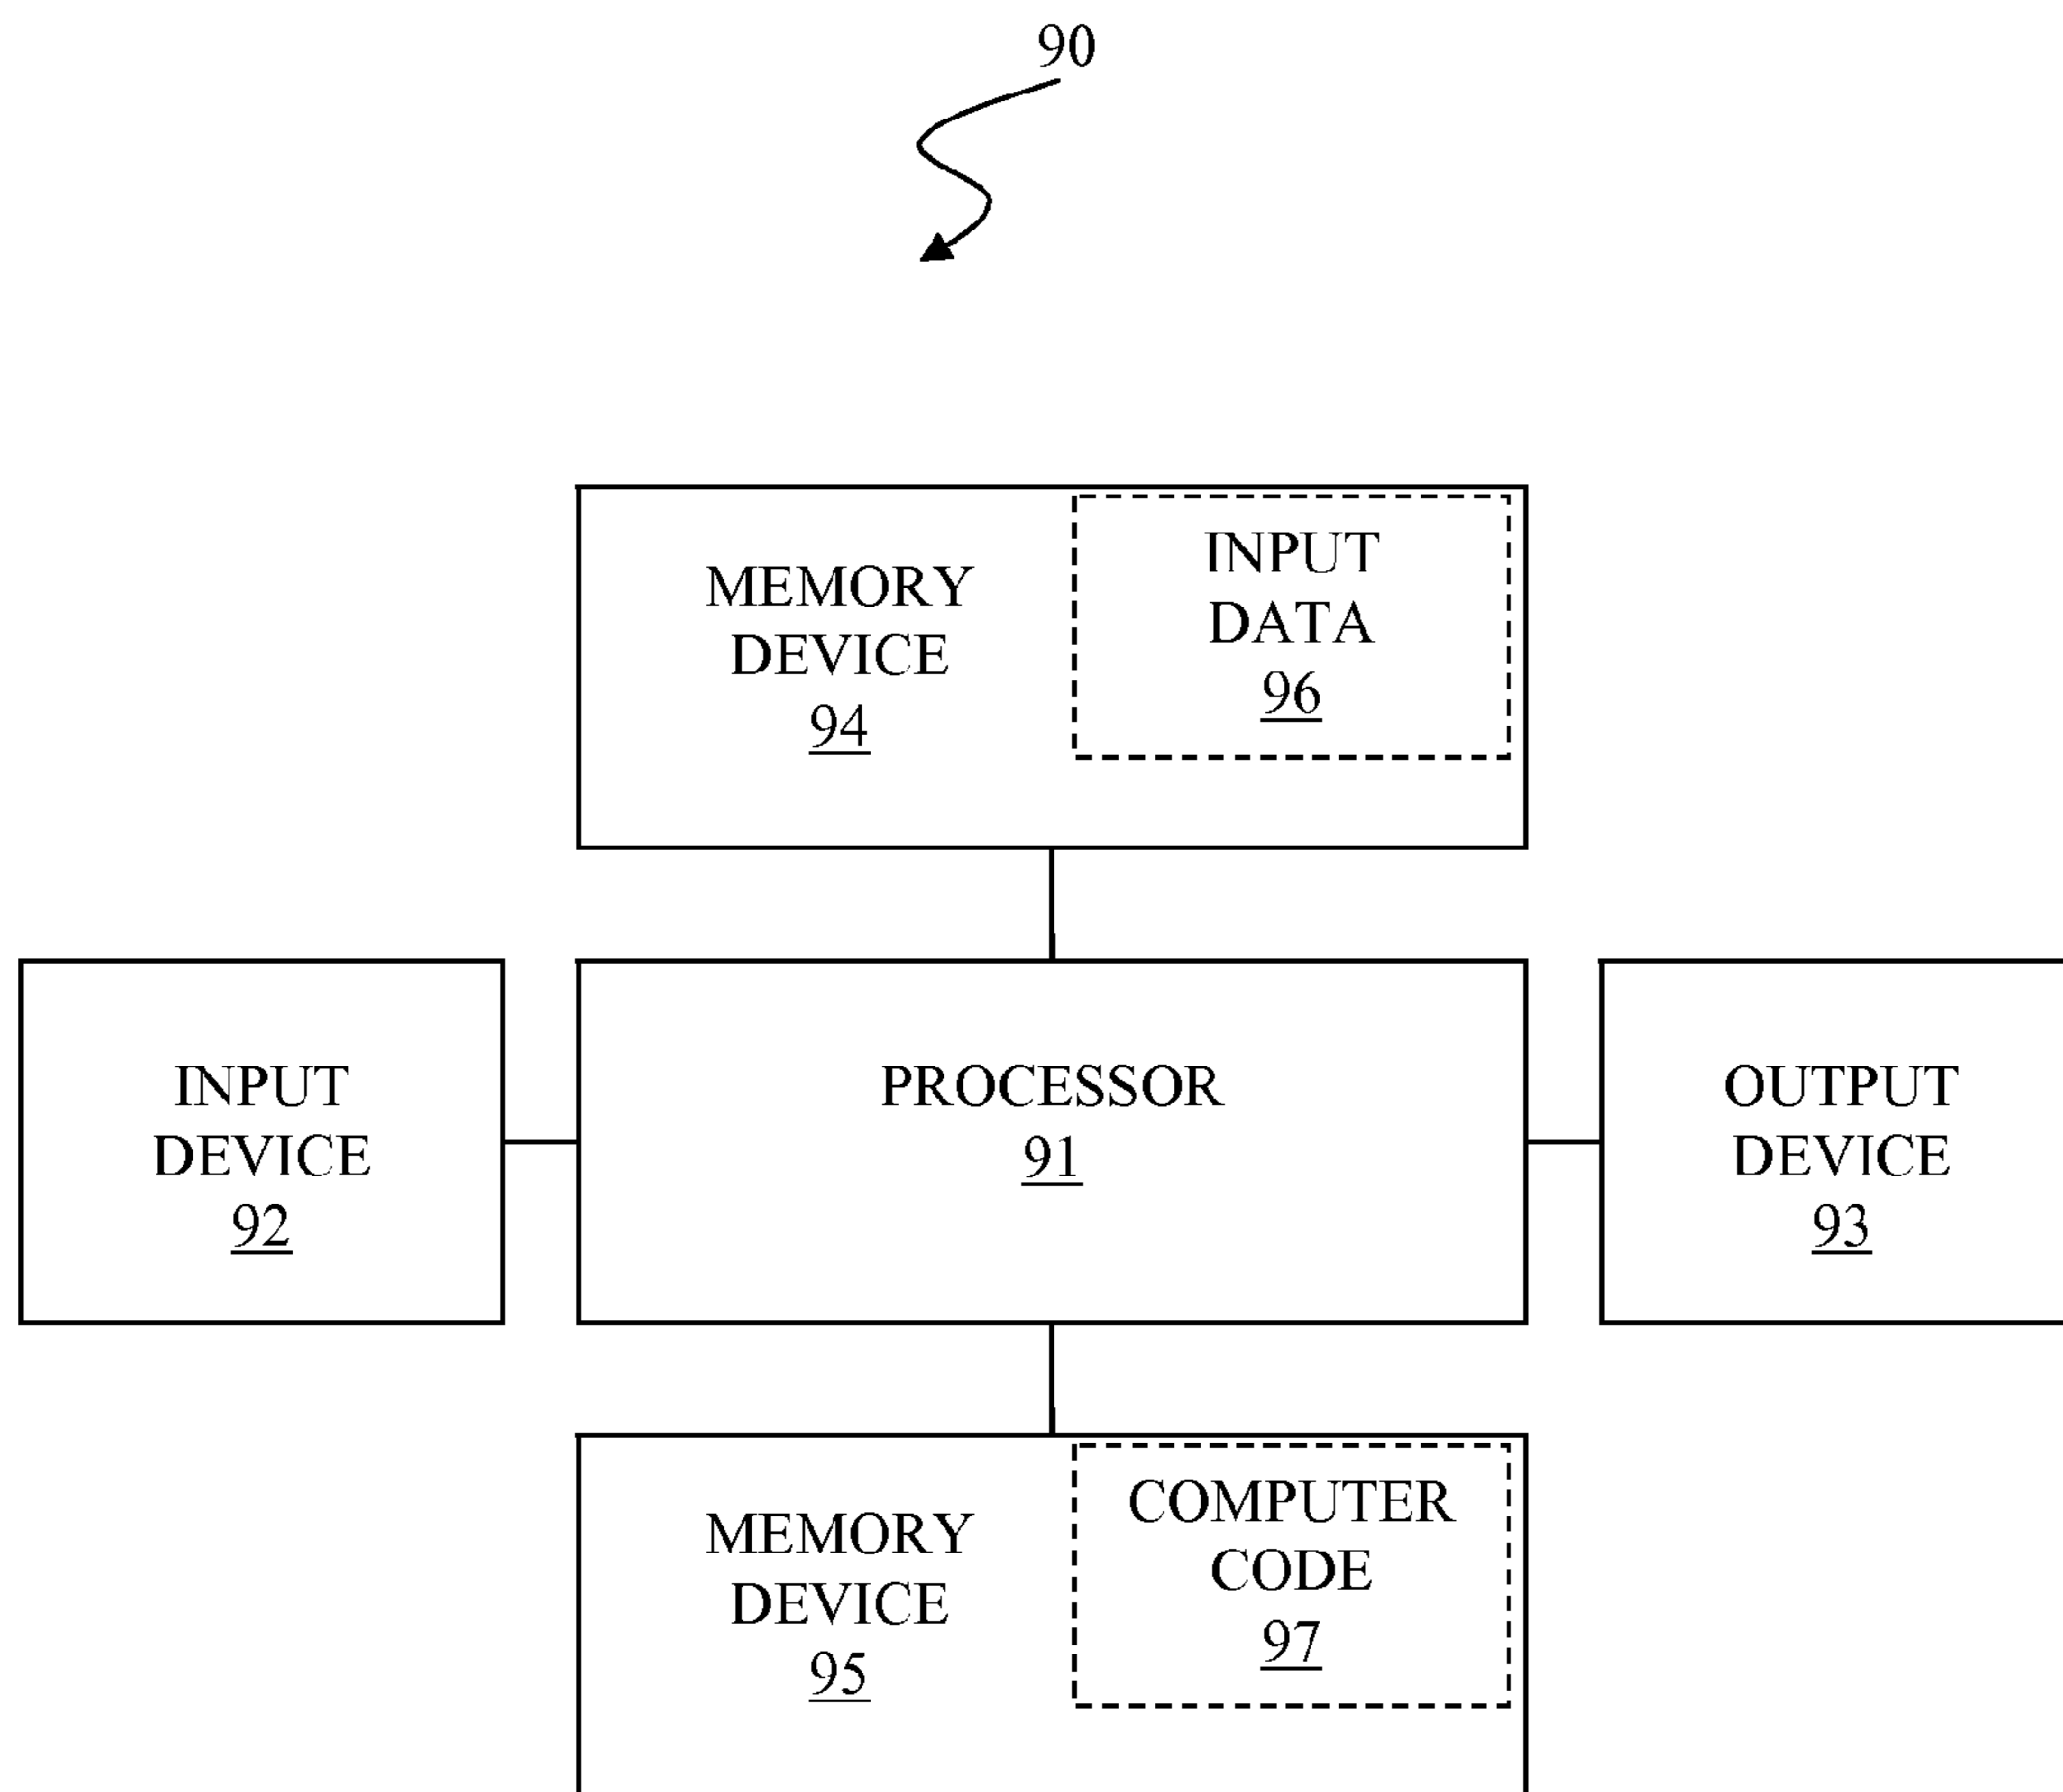 90
MEMORY
DEVICE
94
INPUT
DATA
96
INPUT
DEVICE
92
PROCESSOR
91
OUTPUT
DEVICE
93
MEMORY
DEVICE
95
COMPUTER
CODE
97